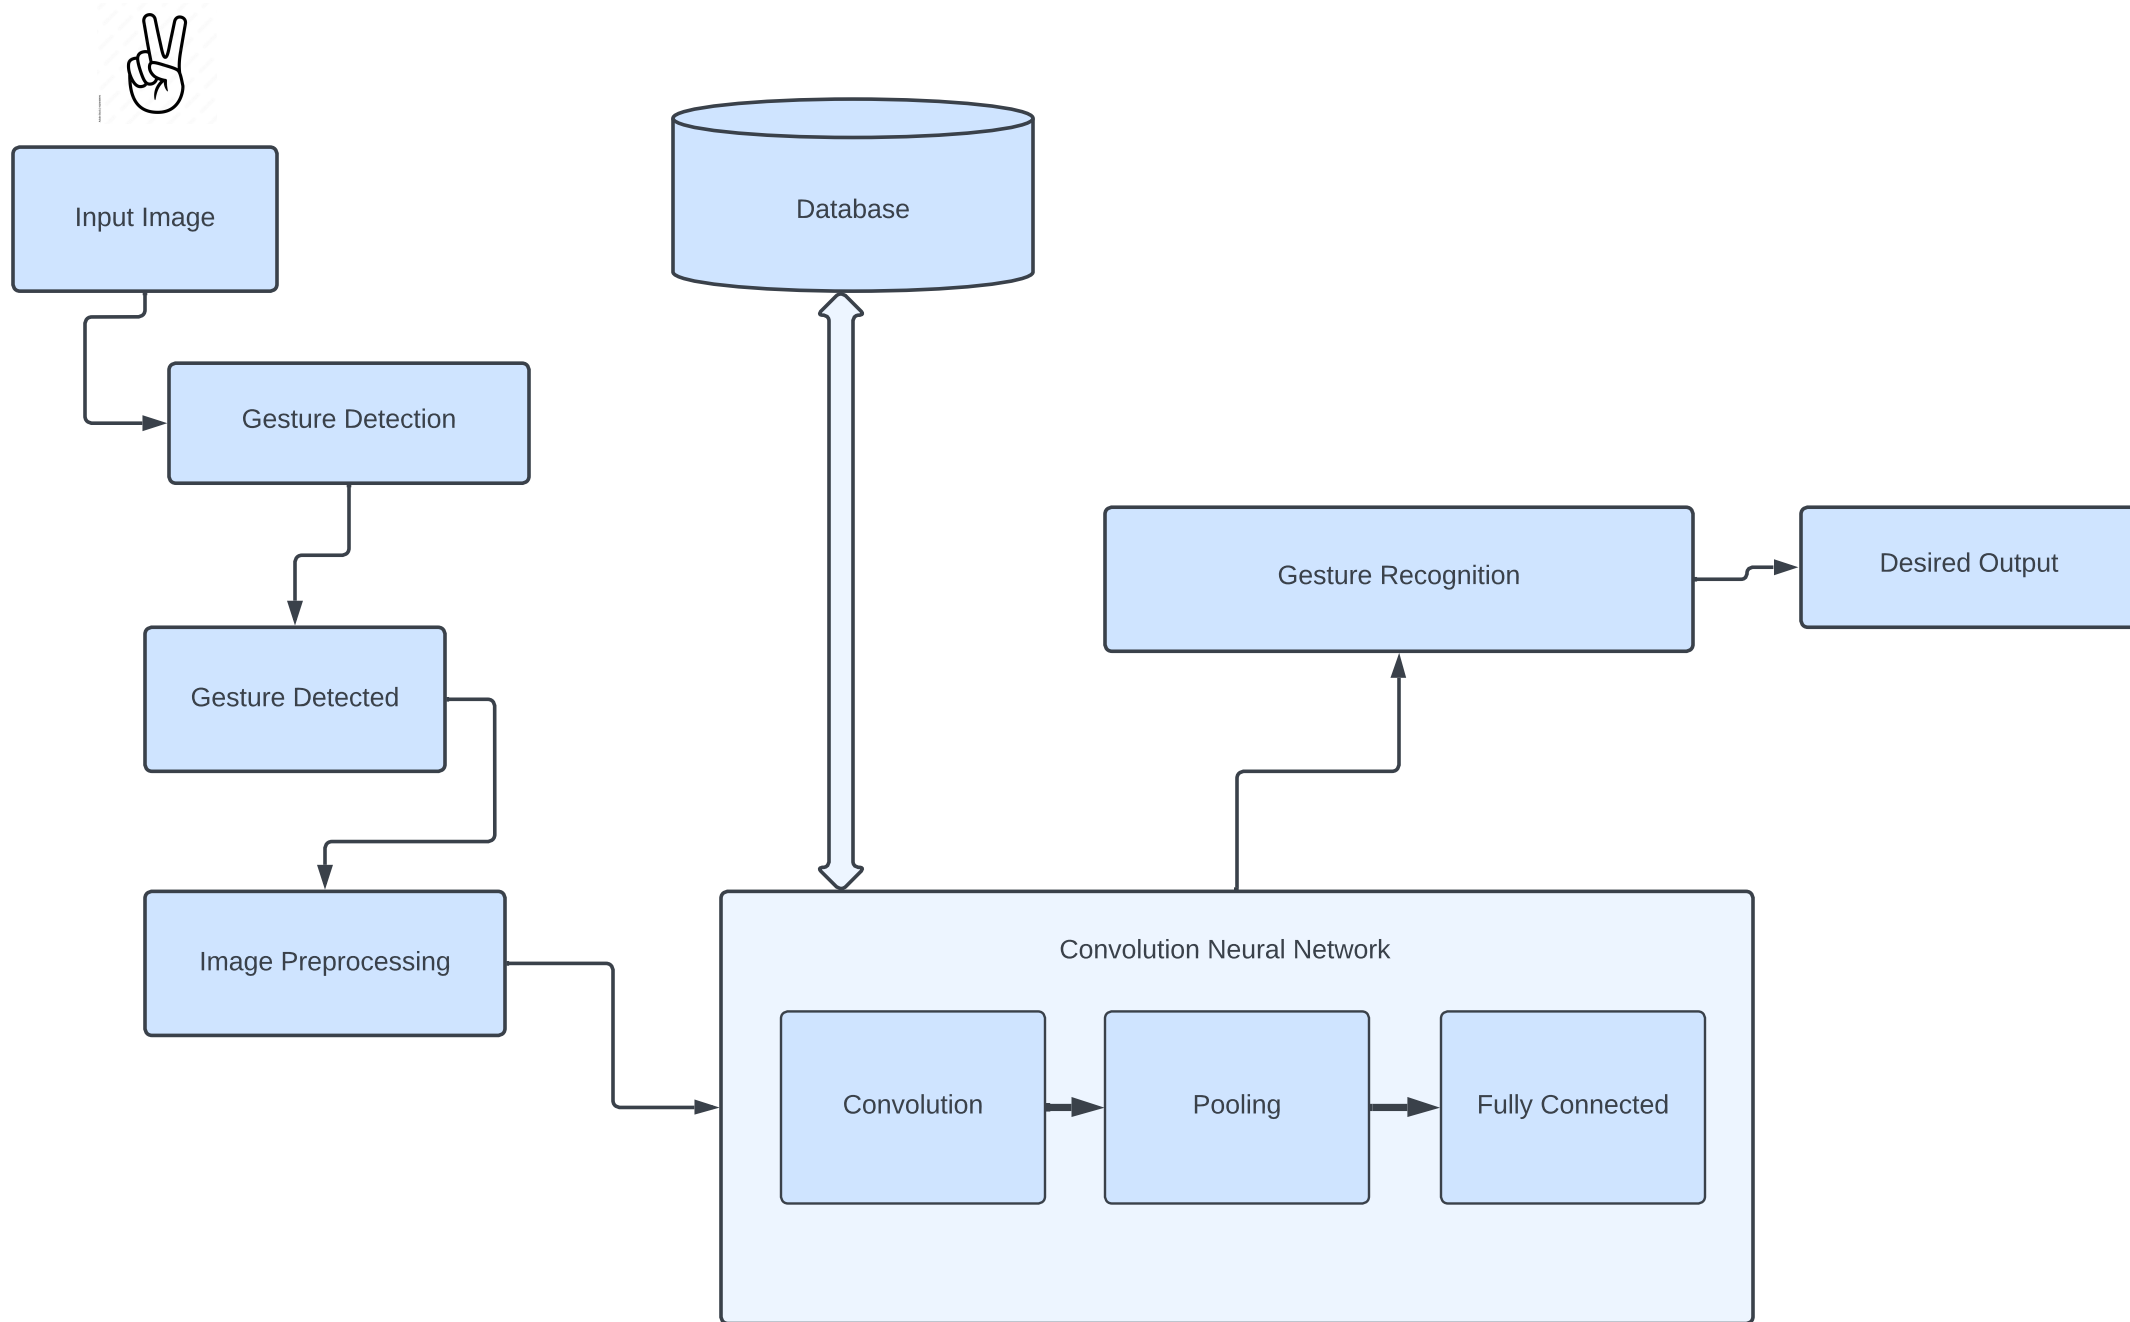 Input Image
Database
Gesture Detection
Gesture Detected
Image Preprocessing
Convolution Neural Network
Convolution
Pooling
Fully Connected
Gesture Recognition
Desired Output